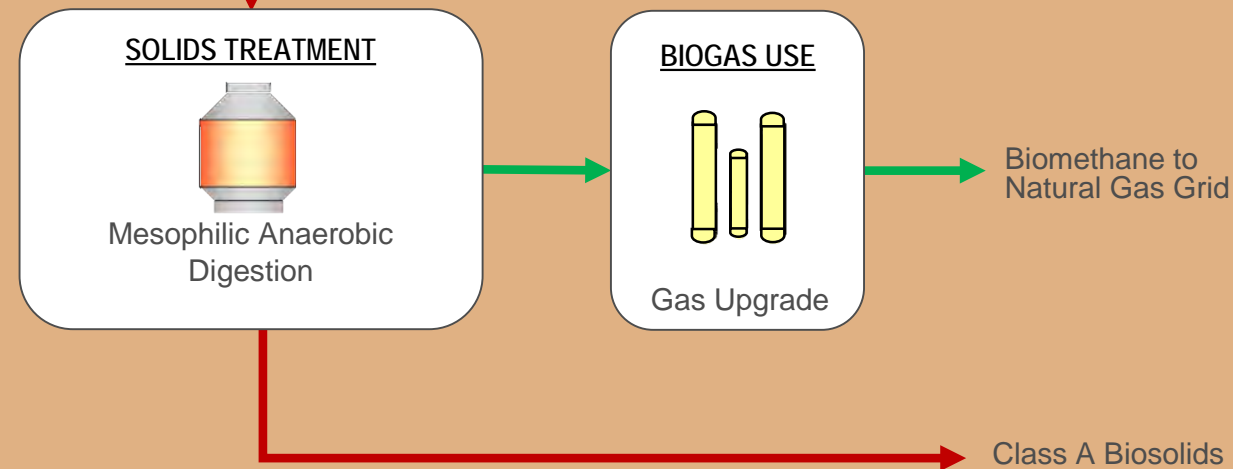 SOLIDS TREATMENT
Mesophilic Anaerobic
Digestion
BIOGAS USE
Gas Upgrade
Biomethane to
Natural Gas Grid
Class A Biosolids